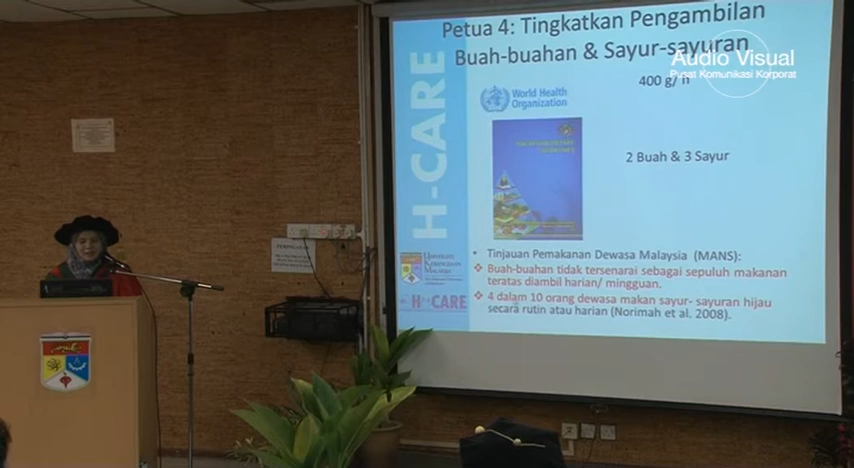 Petua 4: Tingkatkan Pengambilan
Buah-buahan & Sayur-sayuran
Audio Visual
Pusat Komunikasi Korporat
400 g/ h
World Health
Organization
2 Buah & 3 Sayur
H-CARE
UNIVERSITI
KEBANGSAAN
MALAYSIA
H-CARE
• Tinjauan Pemakanan Dewasa Malaysia (MANS):
Buah-buahan tidak tersenarai sebagai sepuluh makanan
teratas diambil harian/ mingguan.
4 dalam 10 orang dewasa makan sayur- sayuran hijau
secara rutin atau harian (Norimah et al. 2008).